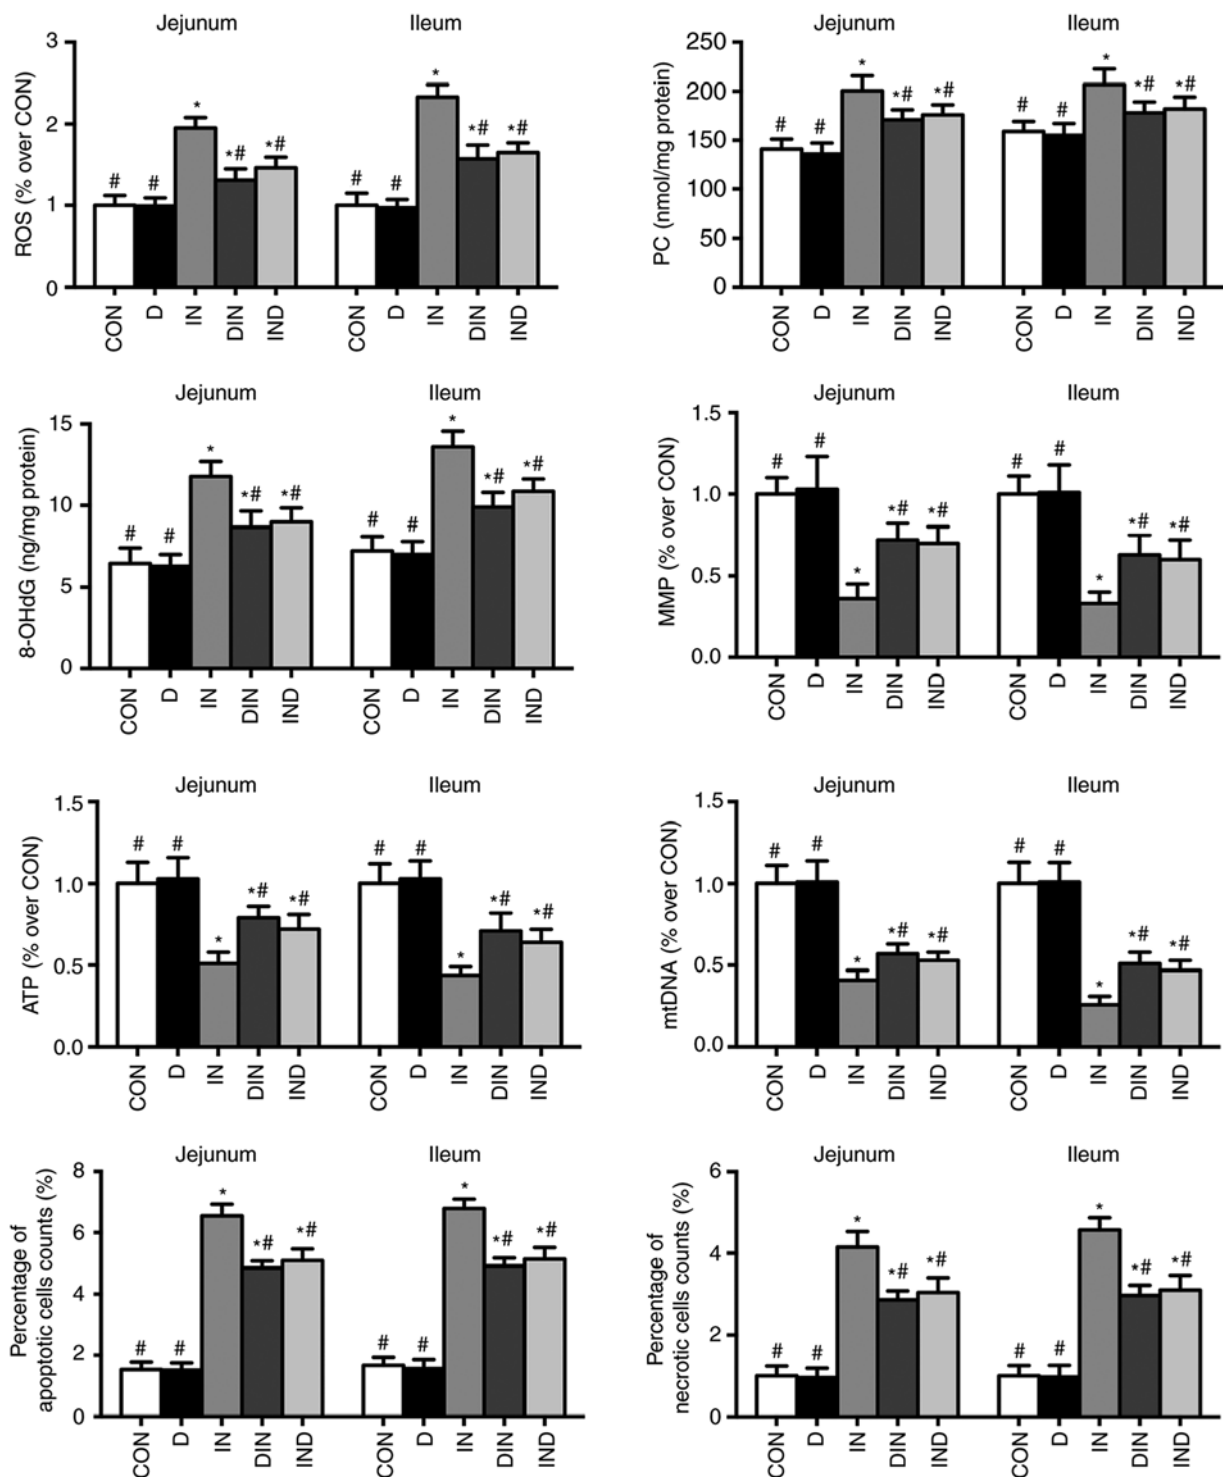 Jejunum Ileum
ROS (% over CON)
3
2
1
0
* *
*# *# *# *#
# # # #
CON D IN DIN IND CON D IN DIN IND
Jejunum Ileum
PC (nmol/mg protein)
250
200
150
100
50
0
* *
*# *# *# *#
# # # #
CON D IN DIN IND CON D IN DIN IND
Jejunum Ileum
8-OHdG (ng/mg protein)
15
10
5
0
* *
*# *# *# *#
# # # #
CON D IN DIN IND CON D IN DIN IND
Jejunum Ileum
MMP (% over CON)
1.5
1.0
0.5
0.0
# # # #
*# *# *# *#
* *
CON D IN DIN IND CON D IN DIN IND
Jejunum Ileum
ATP (% over CON)
1.5
1.0
0.5
0.0
# # # #
*# *# *# *#
* *
CON D IN DIN IND CON D IN DIN IND
Jejunum Ileum
mtDNA (% over CON)
1.5
1.0
0.5
0.0
# # # #
*# *# *# *#
* *
CON D IN DIN IND CON D IN DIN IND
Jejunum Ileum
Percentage of
apoptotic cells counts (%)
8
6
4
2
0
* *
*# *# *# *#
# # # #
CON D IN DIN IND CON D IN DIN IND
Jejunum Ileum
Percentage of
necrotic cells counts (%)
6
4
2
0
* *
*# *# *# *#
# # # #
CON D IN DIN IND CON D IN DIN IND